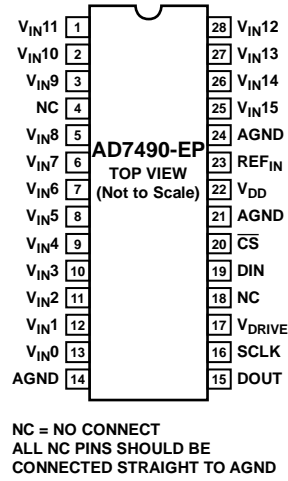 VIN11 1 28 VIN12
VIN10 2 27 VIN13
VIN9 3 26 VIN14
NC 4 25 VIN15
VIN8 5 24 AGND
AD7490-EP
VIN7 6 23 REFIN
TOP VIEW
VIN6 7 22 VDD
(Not to Scale)
VIN5 8 21 AGND
VIN4 9 20 C̅S̅
VIN3 10 19 DIN
VIN2 11 18 NC
VIN1 12 17 VDRIVE
VIN0 13 16 SCLK
AGND 14 15 DOUT
NC = NO CONNECT
ALL NC PINS SHOULD BE
CONNECTED STRAIGHT TO AGND